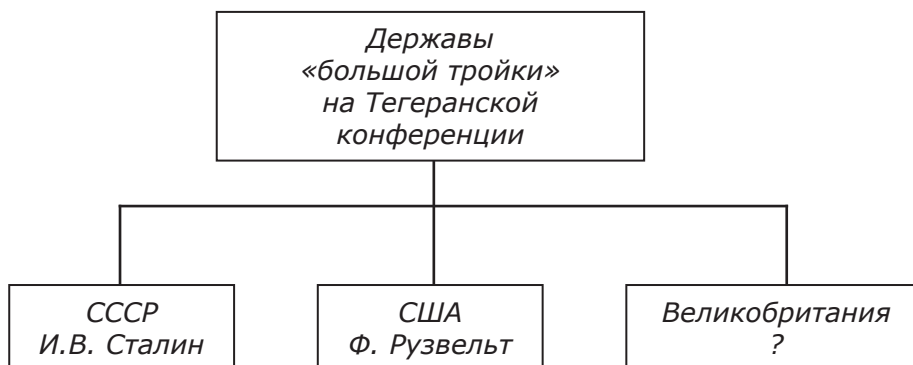 Державы
«большой тройки»
на Тегеранской
конференции
СССР
И.В. Сталин
США
Ф. Рузвельт
Великобритания
?